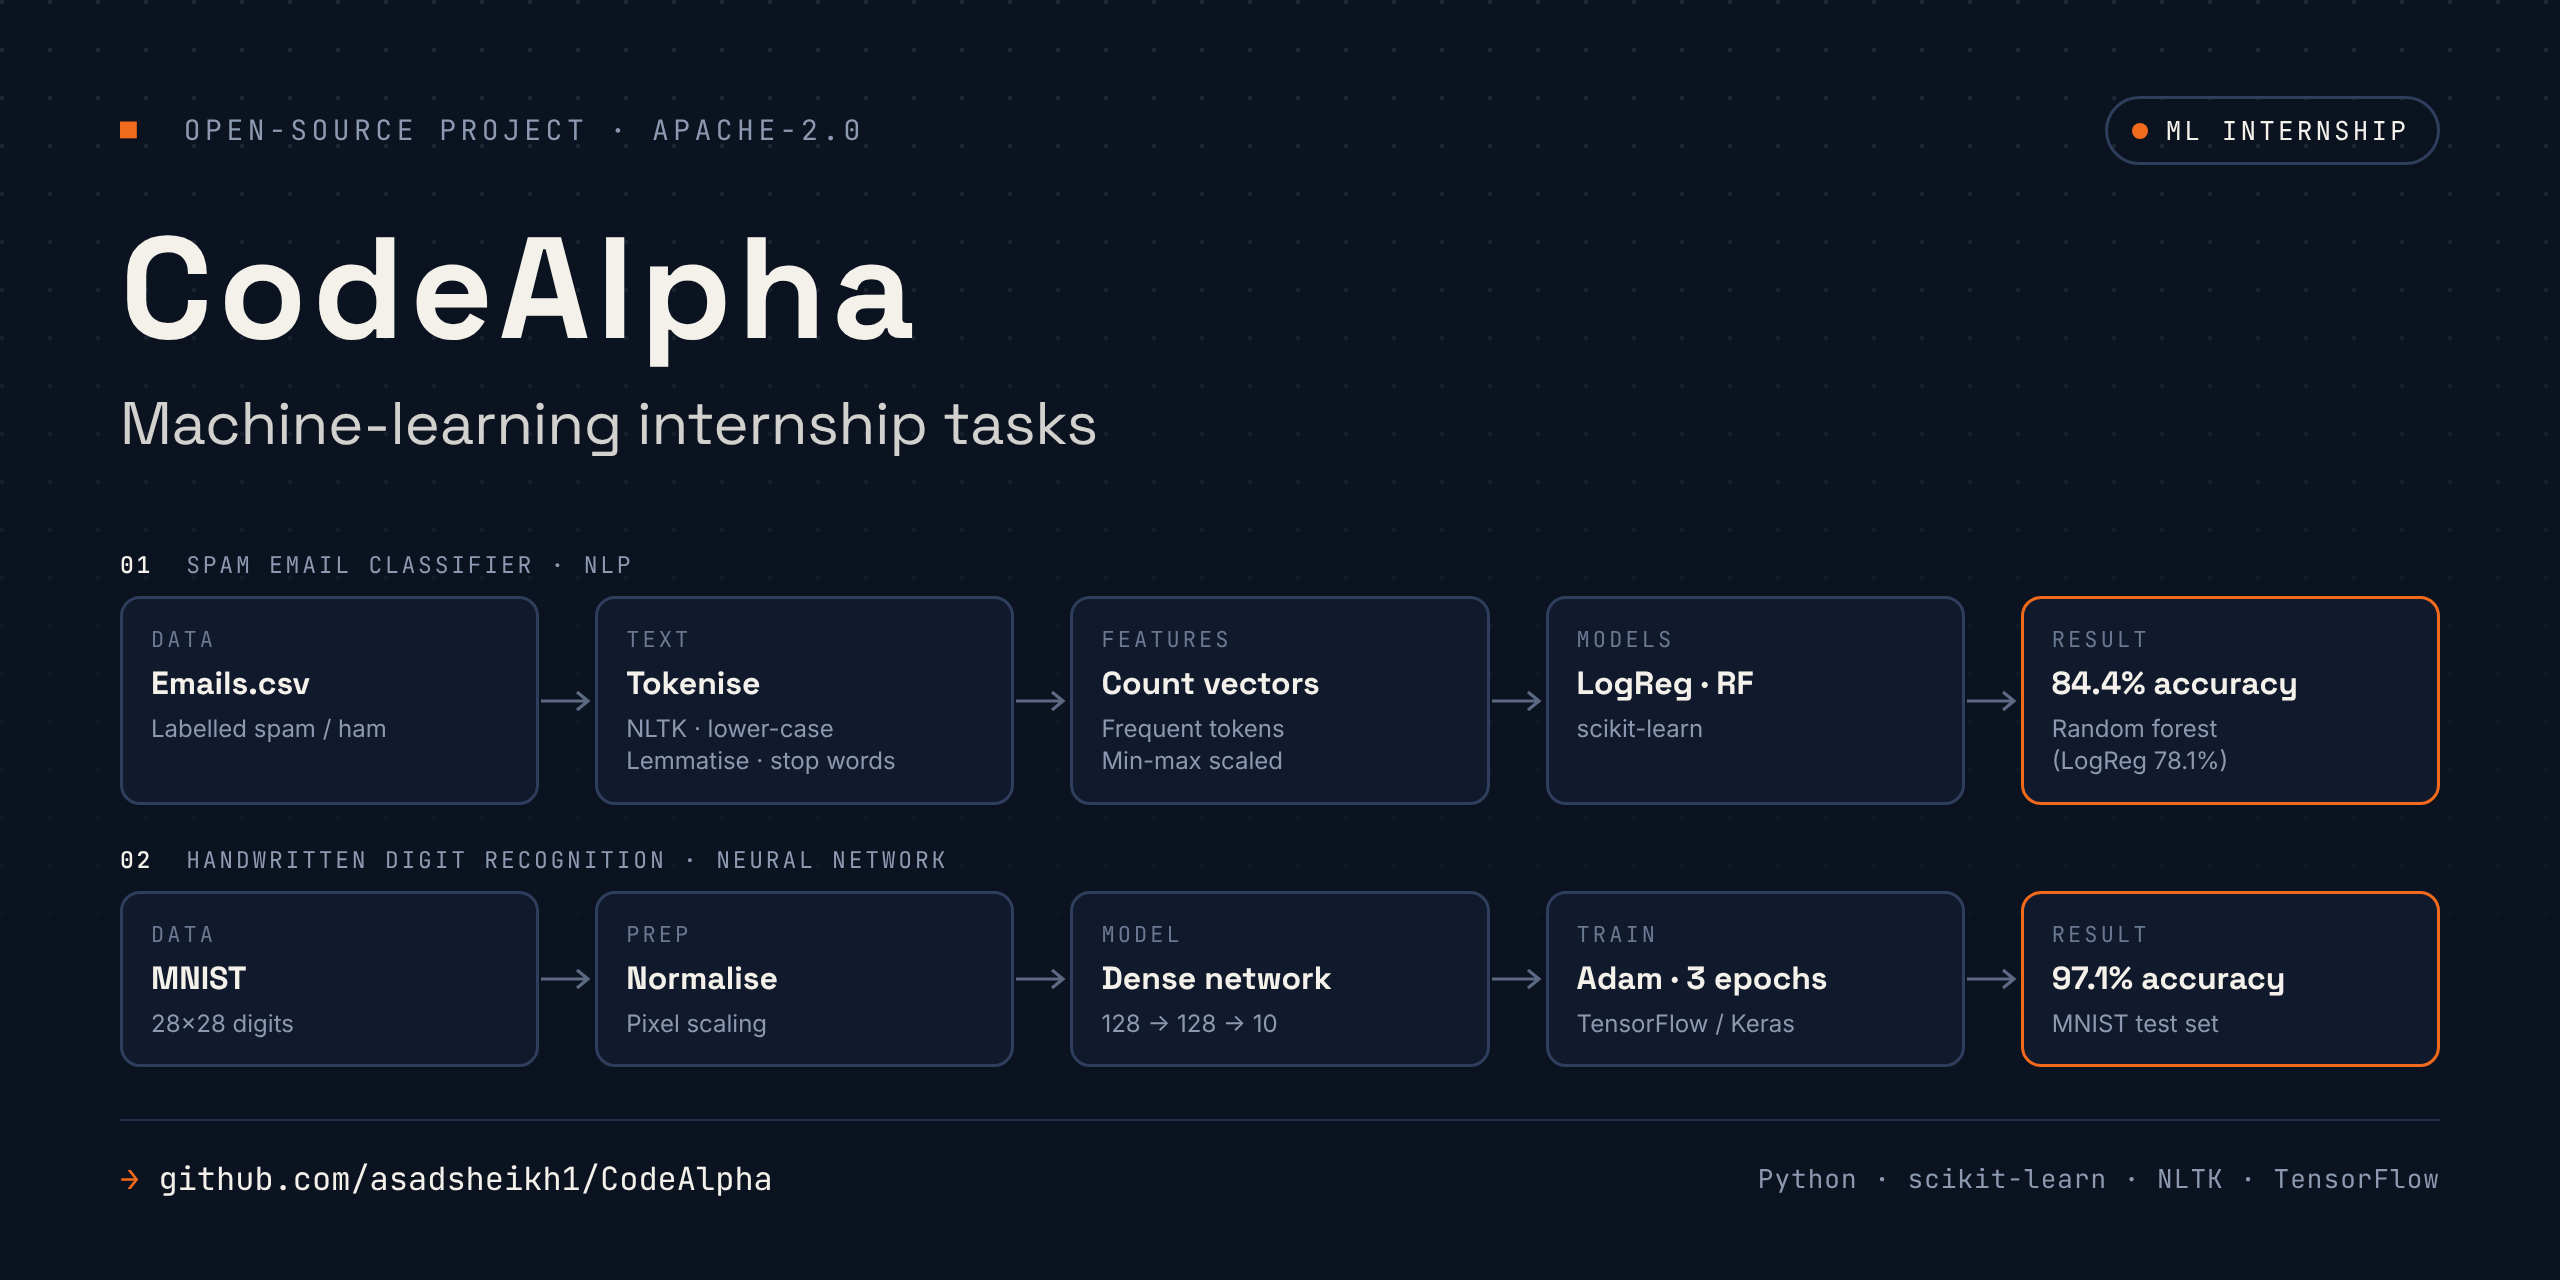 OPEN-SOURCE PROJECT · APACHE-2.0
ML INTERNSHIP
CodeAlpha
Machine-learning internship tasks
01 SPAM EMAIL CLASSIFIER · NLP
DATA
Emails.csv
Labelled spam / ham
TEXT
Tokenise
NLTK · lower-case
Lemmatise · stop words
FEATURES
Count vectors
Frequent tokens
Min-max scaled
MODELS
LogReg · RF
scikit-learn
RESULT
84.4% accuracy
Random forest
(LogReg 78.1%)
02 HANDWRITTEN DIGIT RECOGNITION · NEURAL NETWORK
DATA
MNIST
28×28 digits
PREP
Normalise
Pixel scaling
MODEL
Dense network
128 → 128 → 10
TRAIN
Adam · 3 epochs
TensorFlow / Keras
RESULT
97.1% accuracy
MNIST test set
→ github.com/asadsheikh1/CodeAlpha
Python · scikit-learn · NLTK · TensorFlow